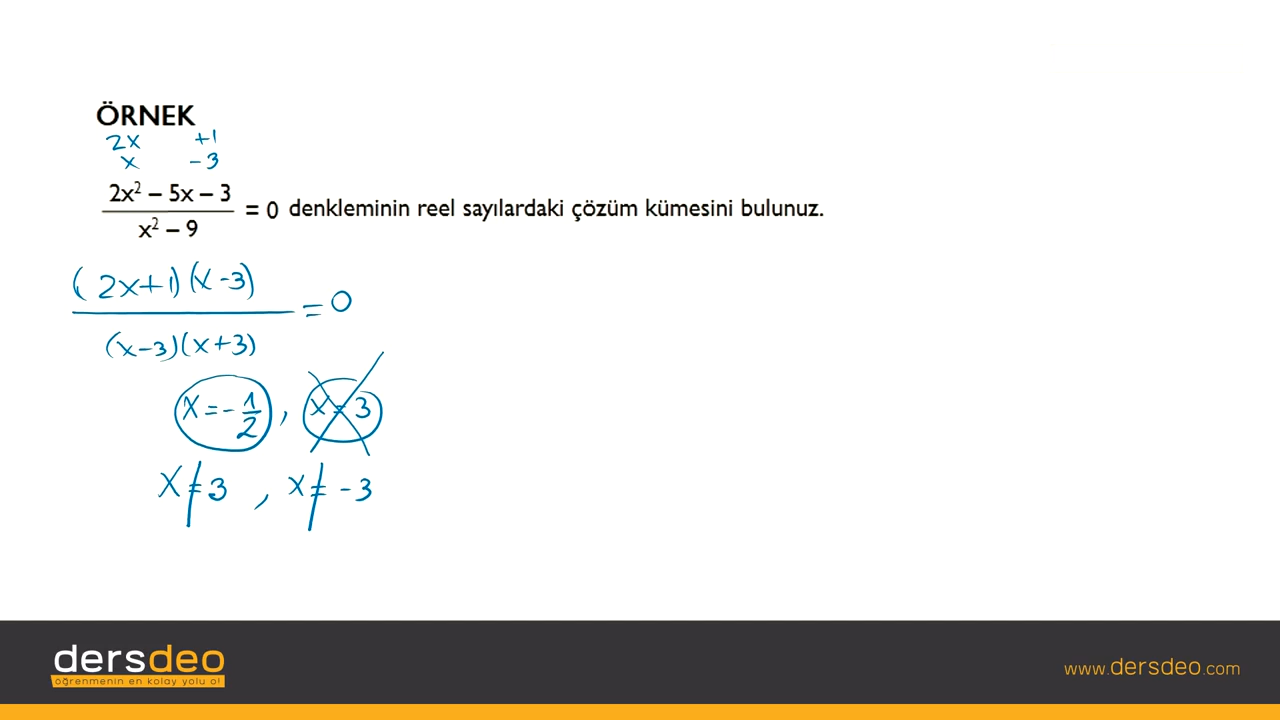 ÖRNEK
2x +1
x -3
2x² – 5x – 3
x² – 9
= 0 denkleminin reel sayılardaki çözüm kümesini bulunuz.
(2x+1)(x-3)
(x-3)(x+3)
= 0
x = -1/2, x = 3
x ≠ 3, x ≠ -3
dersdeo
öğrenmenin en kolay yolu o!
www.dersdeo.com